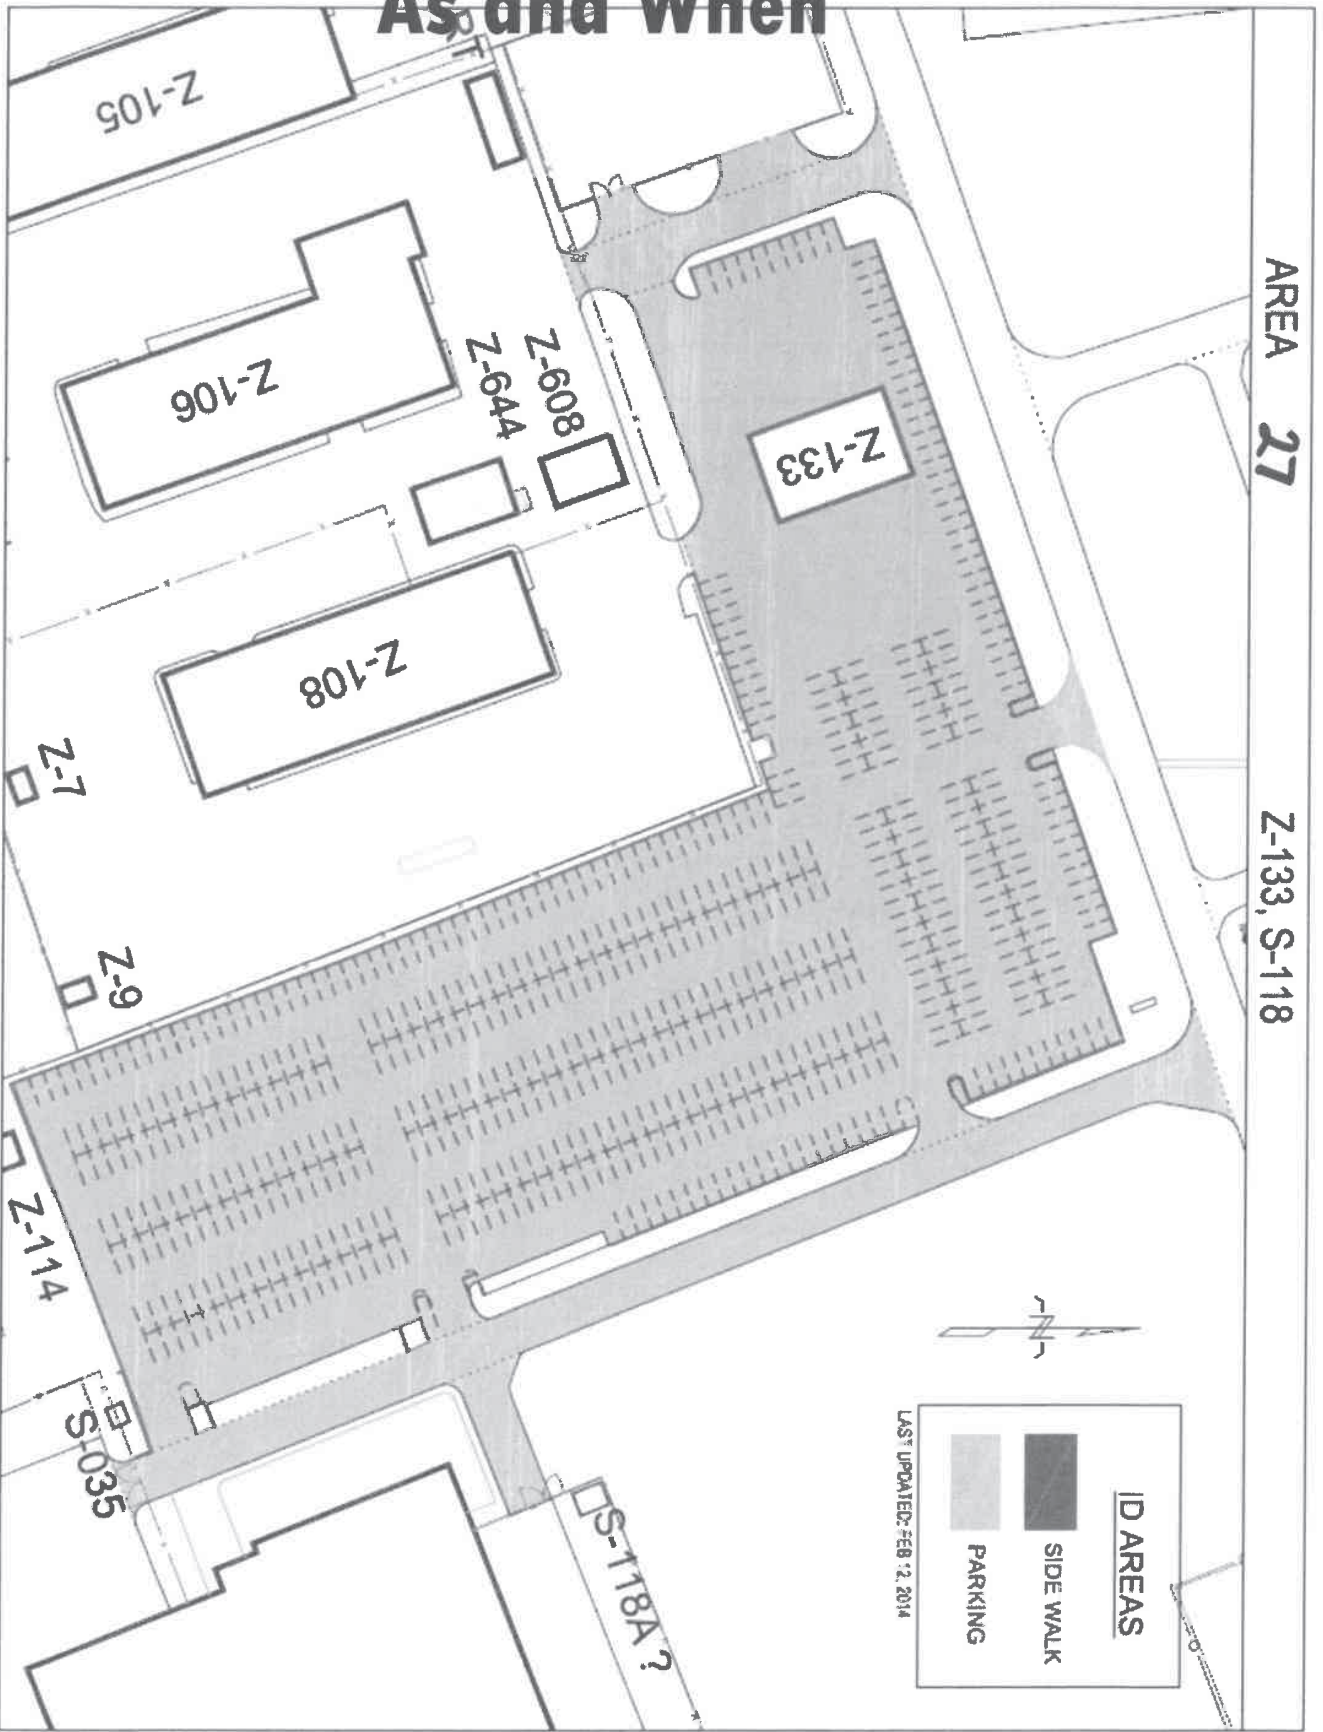 As and When
AREA 27
Z-133, S-118
RT
Z-105
Z-106
Z-644
Z-608
Z-133
Z-108
Z-7
Z-9
Z-114
S-035
S-118A ?
N
ID AREAS
SIDE WALK
PARKING
LAST UPDATED: FEB 12, 2014